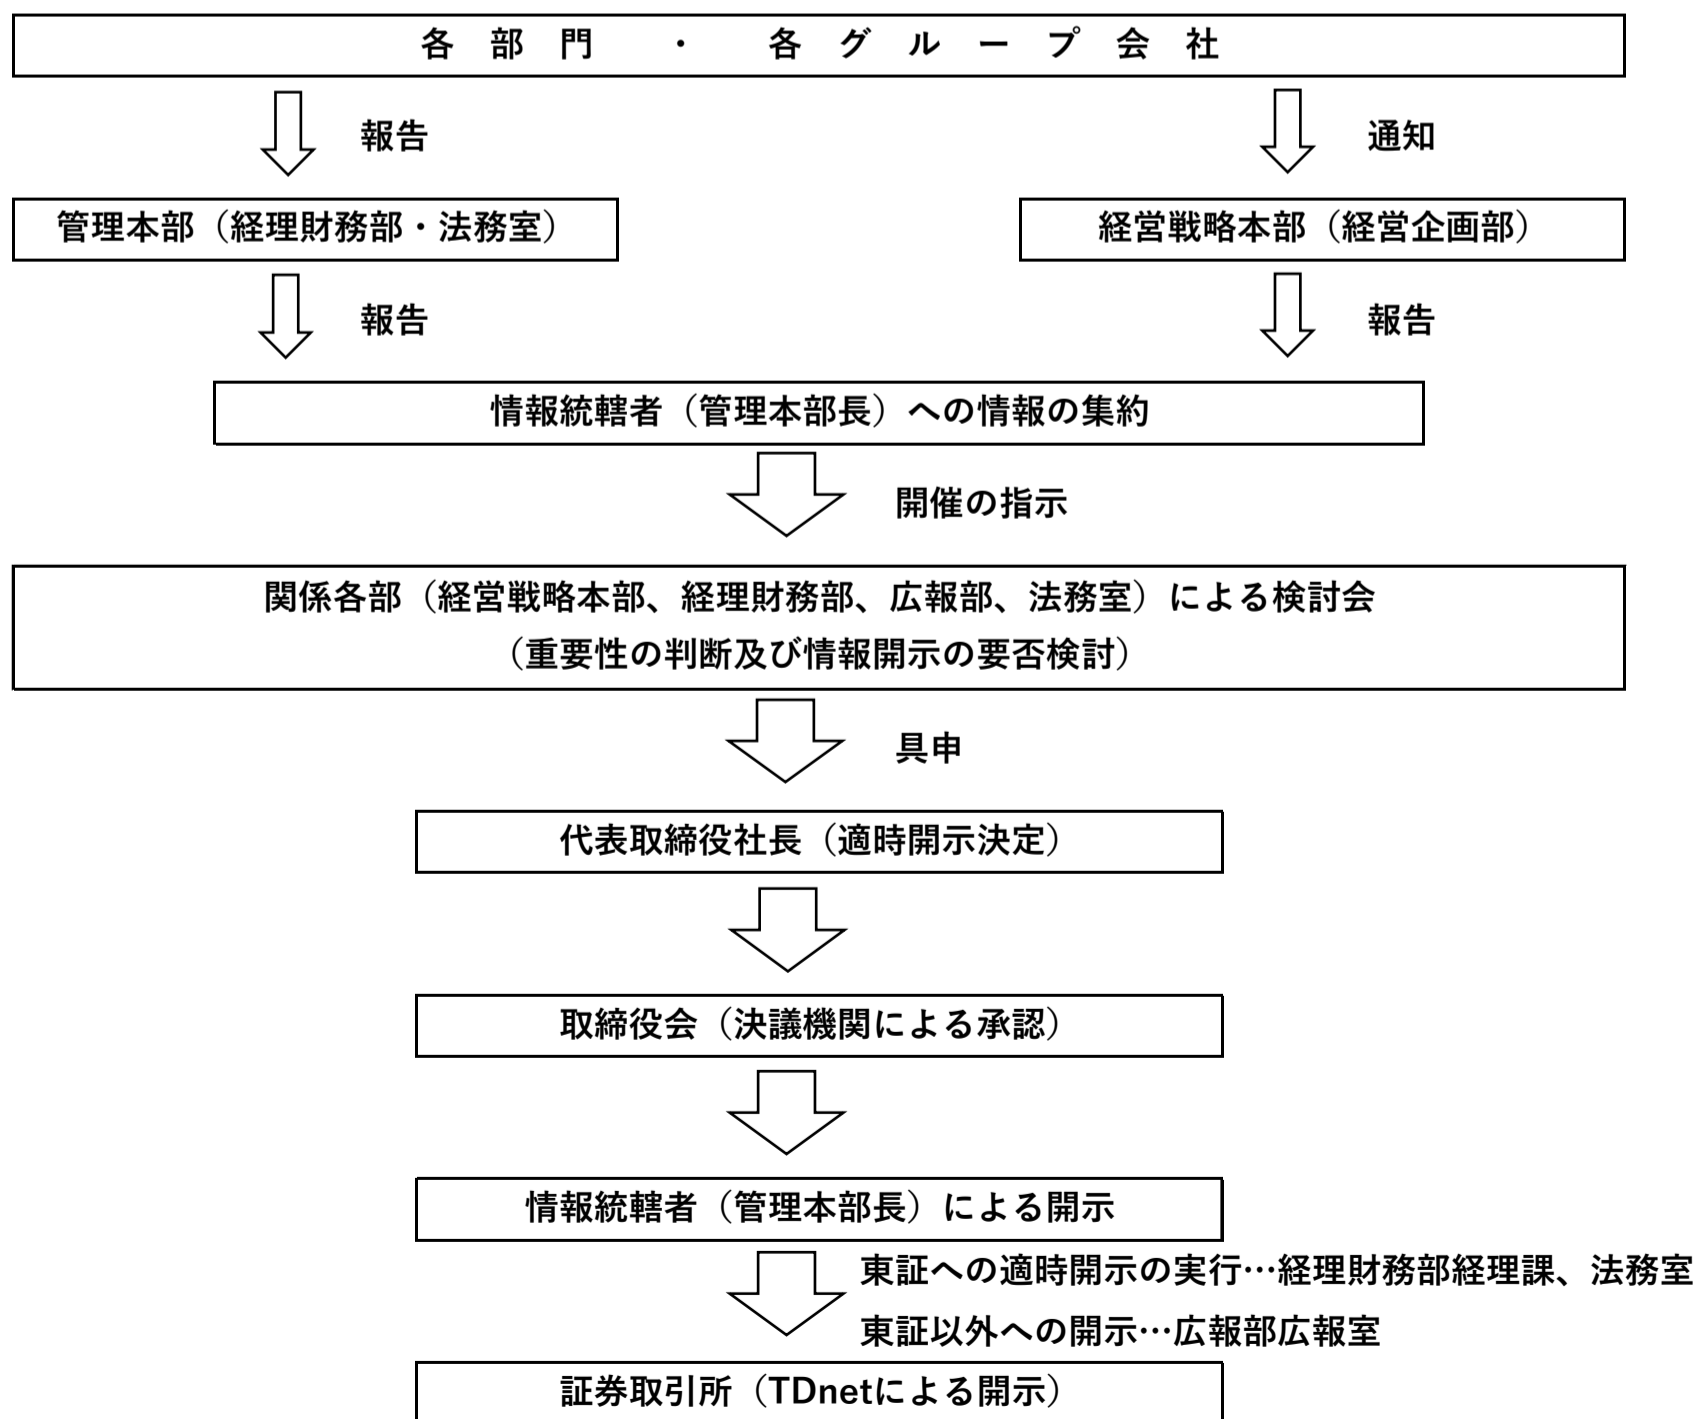 各部門・各グループ会社
報告
通知
管理本部（経理財務部・法務室）
経営戦略本部（経営企画部）
報告
報告
情報統轄者（管理本部長）への情報の集約
開催の指示
関係各部（経営戦略本部、経理財務部、広報部、法務室）による検討会
（重要性の判断及び情報開示の要否検討）
具申
代表取締役社長（適時開示決定）
取締役会（決議機関による承認）
情報統轄者（管理本部長）による開示
東証への適時開示の実行…経理財務部経理課、法務室
東証以外への開示…広報部広報室
証券取引所（TDnetによる開示）